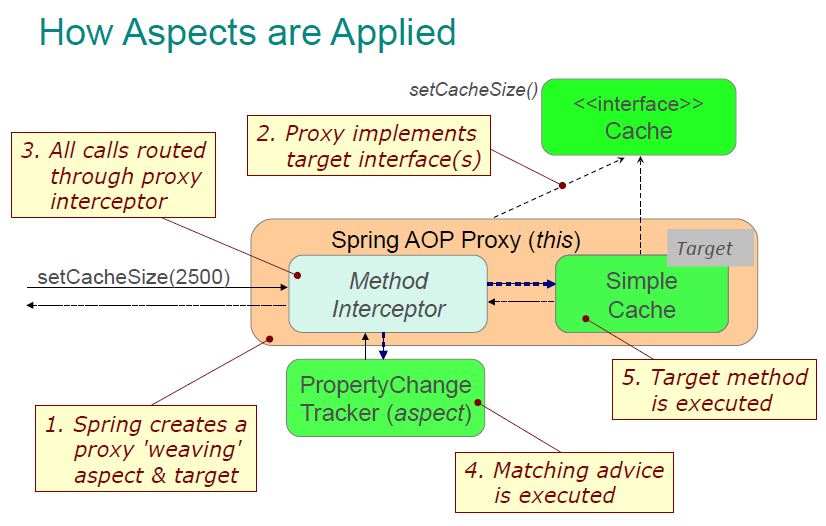 How Aspects are Applied
setCacheSize()
<<interface>>
Cache
2. Proxy implements
target interface(s)
3. All calls routed
through proxy
interceptor
Spring AOP Proxy (this)
Target
setCacheSize(2500)
Method
Interceptor
Simple
Cache
PropertyChange
Tracker (aspect)
5. Target method
is executed
1. Spring creates a
proxy 'weaving'
aspect & target
4. Matching advice
is executed